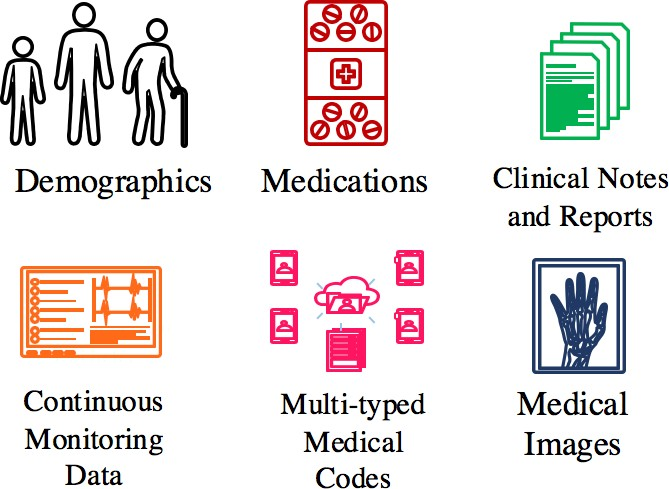 Demographics
Medications
Clinical Notes
and Reports
Continuous
Monitoring
Data
Multi-typed
Medical
Codes
Medical
Images